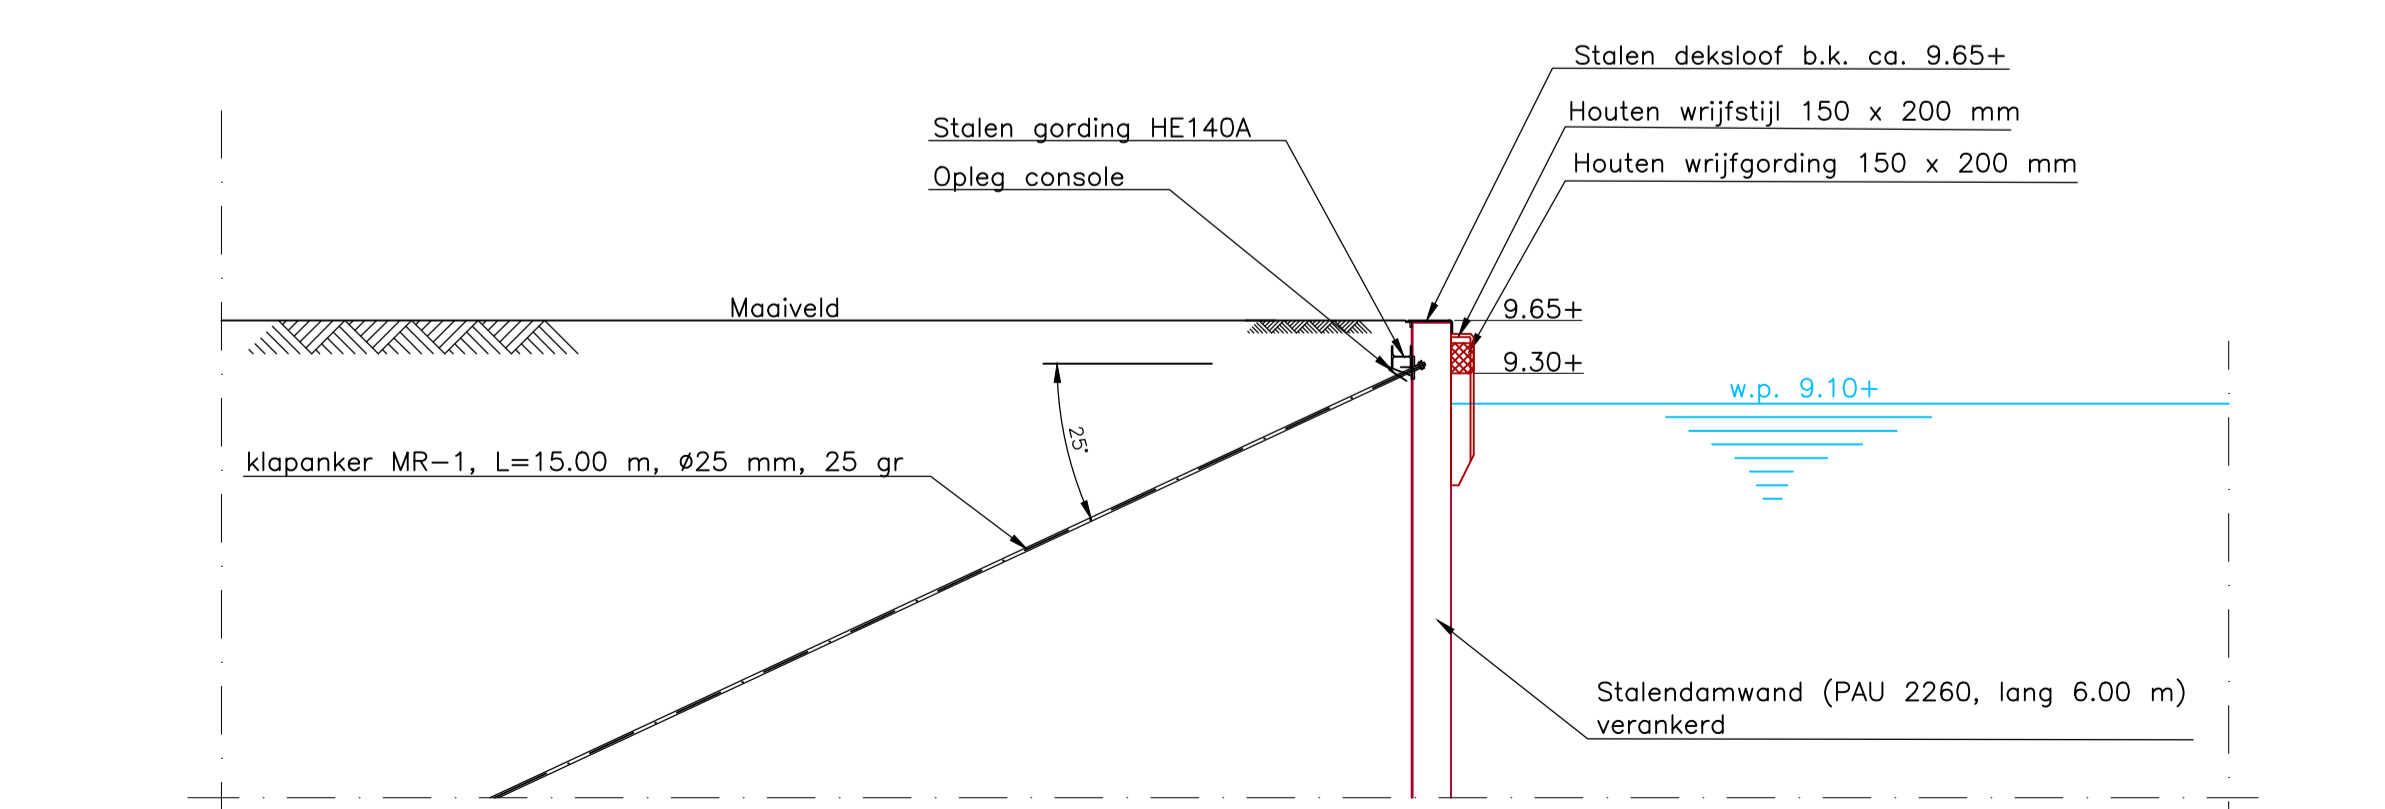 Stalen deksloof b.k. ca. 9.65+
Houten wrijfstijl 150 x 200 mm
Stalen gording HE140A
Houten wrijfgording 150 x 200 mm
Opleg console
Maaiveld
9.65+
9.30+
w.p. 9.10+
25°
klapanker MR-1, L=15.00 m, ø25 mm, 25 gr
Stalendamwand (PAU 2260, lang 6.00 m)
verankerd